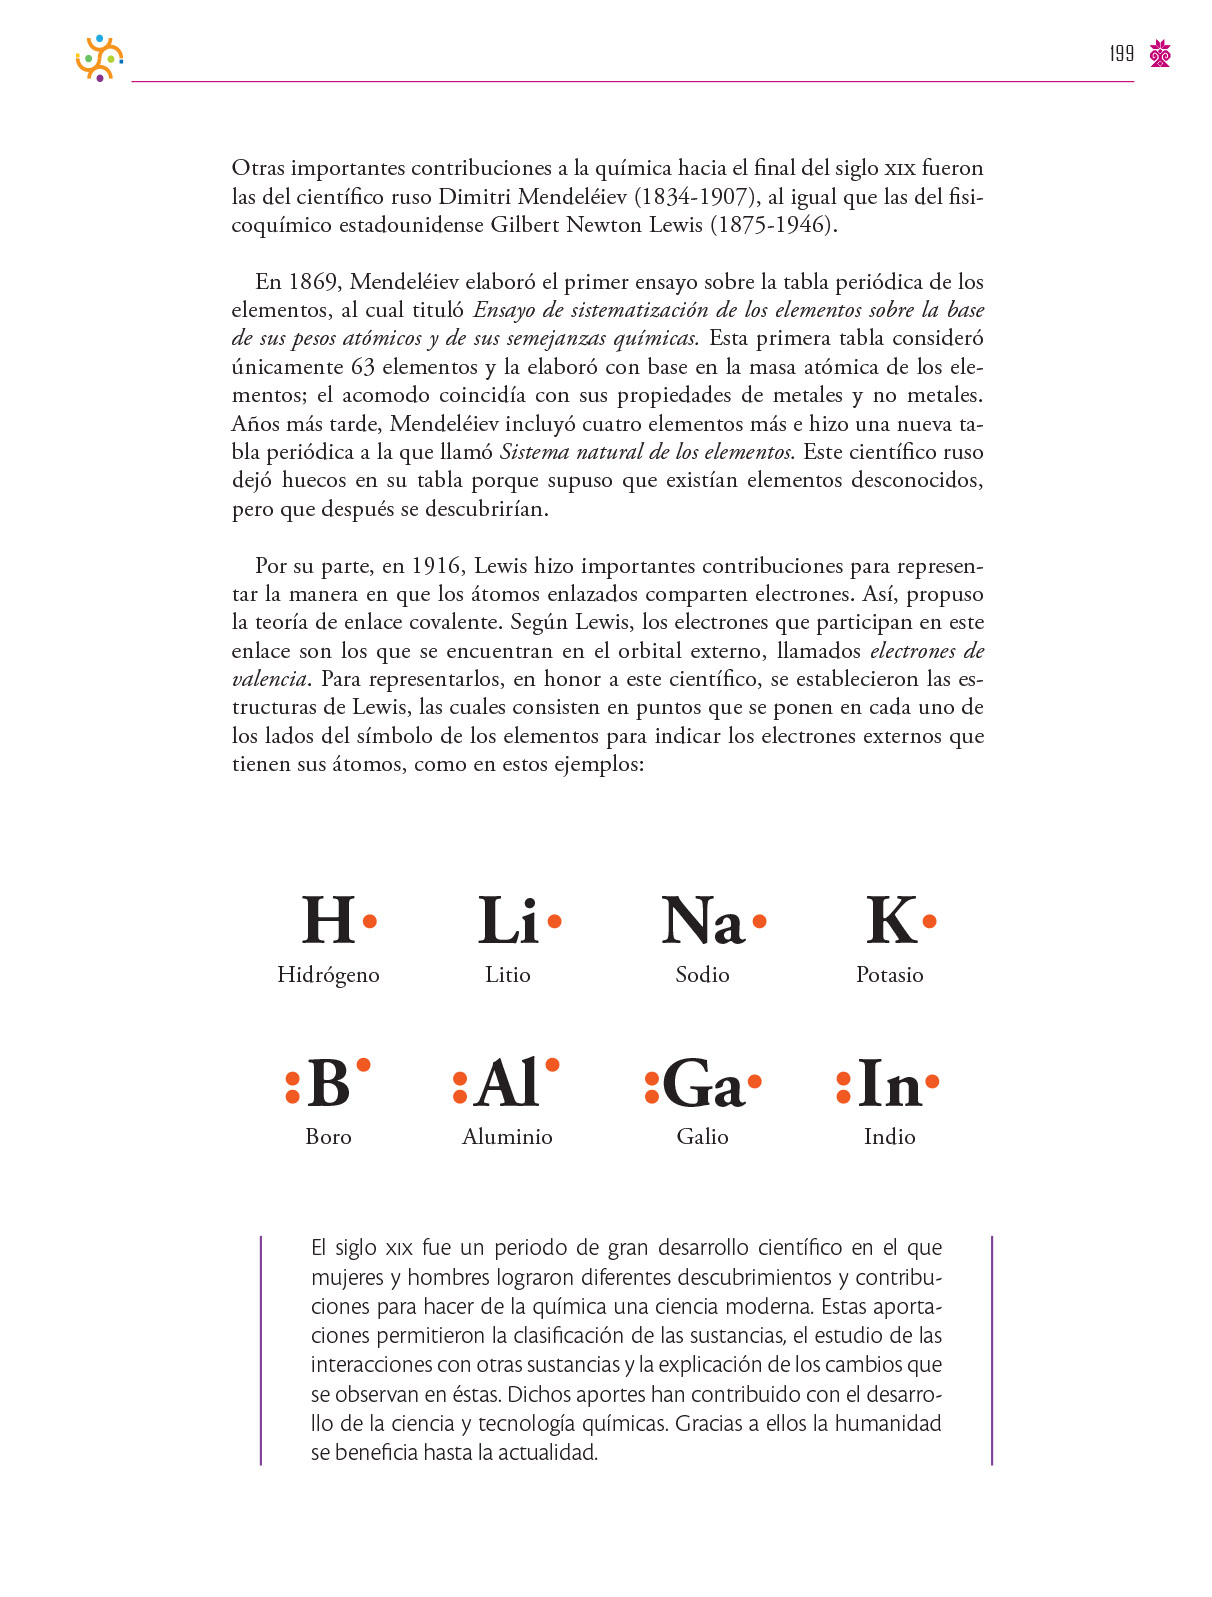 199
Otras importantes contribuciones a la química hacia el final del siglo XIX fueron
las del científico ruso Dimitri Mendeléiev (1834-1907), al igual que las del fisi-
coquímico estadounidense Gilbert Newton Lewis (1875-1946).
En 1869, Mendeléiev elaboró el primer ensayo sobre la tabla periódica de los
elementos, al cual tituló Ensayo de sistematización de los elementos sobre la base
de sus pesos atómicos y de sus semejanzas químicas. Esta primera tabla consideró
únicamente 63 elementos y la elaboró con base en la masa atómica de los ele-
mentos; el acomodo coincidía con sus propiedades de metales y no metales.
Años más tarde, Mendeléiev incluyó cuatro elementos más e hizo una nueva ta-
bla periódica a la que llamó Sistema natural de los elementos. Este científico ruso
dejó huecos en su tabla porque supuso que existían elementos desconocidos,
pero que después se descubrirían.
Por su parte, en 1916, Lewis hizo importantes contribuciones para represen-
tar la manera en que los átomos enlazados comparten electrones. Así, propuso
la teoría de enlace covalente. Según Lewis, los electrones que participan en este
enlace son los que se encuentran en el orbital externo, llamados electrones de
valencia. Para representarlos, en honor a este científico, se establecieron las es-
tructuras de Lewis, las cuales consisten en puntos que se ponen en cada uno de
los lados del símbolo de los elementos para indicar los electrones externos que
tienen sus átomos, como en estos ejemplos:
H• Li• Na• K•
Hidrógeno Litio Sodio Potasio
:B• :Al• :Ga• :In•
Boro Aluminio Galio Indio
El siglo XIX fue un periodo de gran desarrollo científico en el que
mujeres y hombres lograron diferentes descubrimientos y contribu-
ciones para hacer de la química una ciencia moderna. Estas aporta-
ciones permitieron la clasificación de las sustancias, el estudio de las
interacciones con otras sustancias y la explicación de los cambios que
se observan en éstas. Dichos aportes han contribuido con el desarro-
llo de la ciencia y tecnología químicas. Gracias a ellos la humanidad
se beneficia hasta la actualidad.